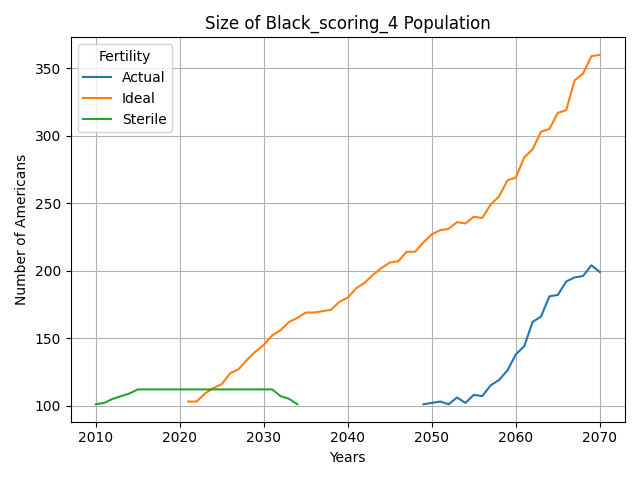 Size of Black_scoring_4 Population
Fertility
Actual
Ideal
Sterile
350
300
250
200
150
100
Number of Americans
2010 2020 2030 2040 2050 2060 2070
Years